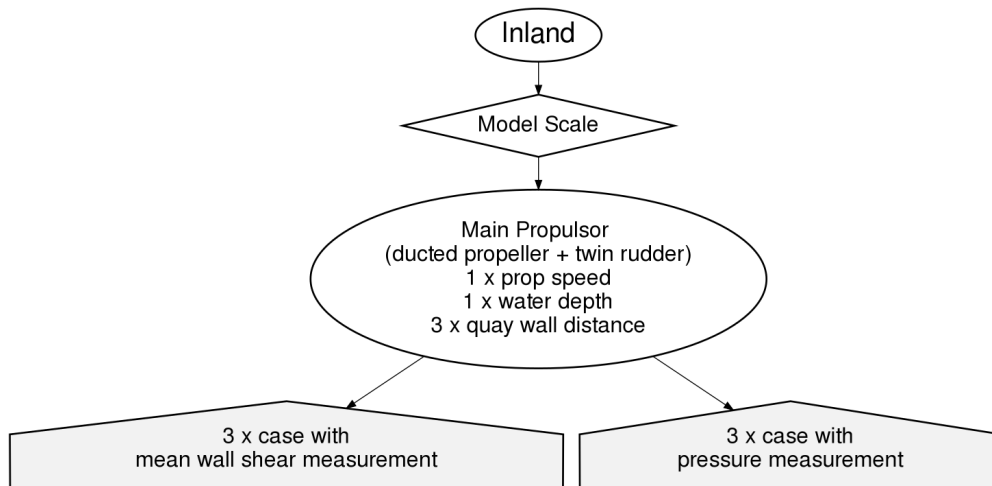 Inland
Model Scale
Main Propulsor
(ducted propeller + twin rudder)
1 x prop speed
1 x water depth
3 x quay wall distance
3 x case with
mean wall shear measurement
3 x case with
pressure measurement